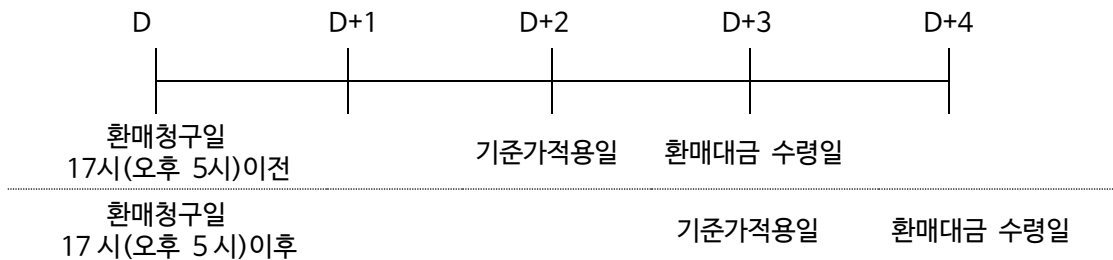 D D+1 D+2 D+3 D+4
환매청구일
17시(오후 5시)이전
기준가적용일 환매대금 수령일
환매청구일
17 시(오후 5 시)이후
기준가적용일 환매대금 수령일